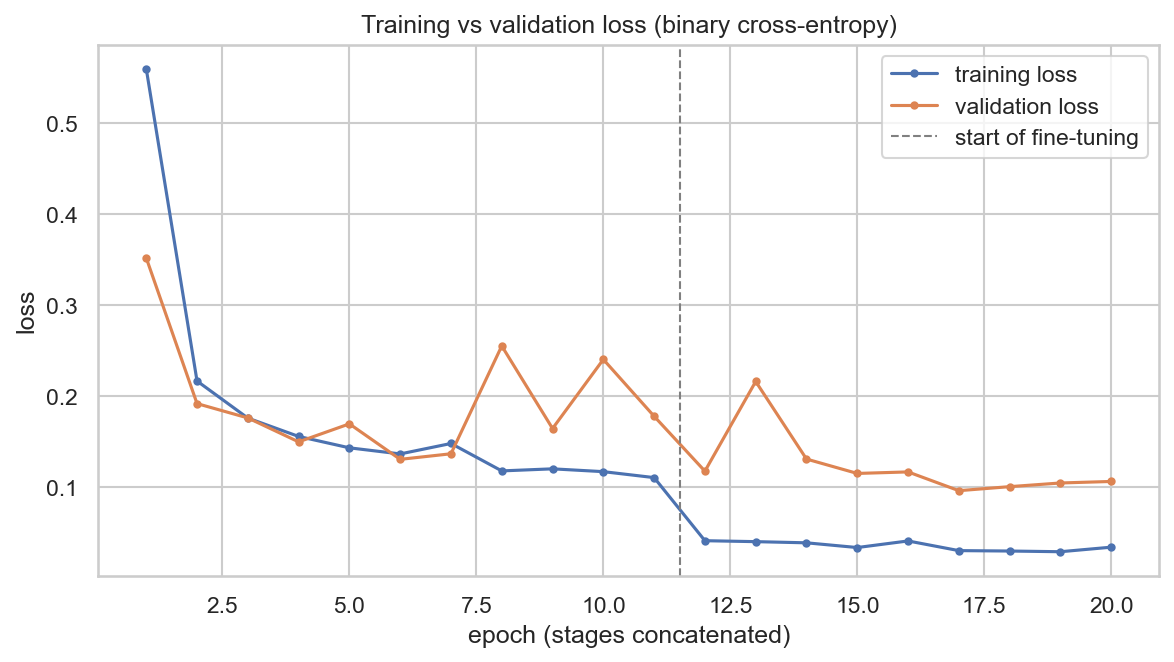 Training vs validation loss (binary cross-entropy)
training loss
validation loss
start of fine-tuning
loss
0.5
0.4
0.3
0.2
0.1
2.5 5.0 7.5 10.0 12.5 15.0 17.5 20.0
epoch (stages concatenated)